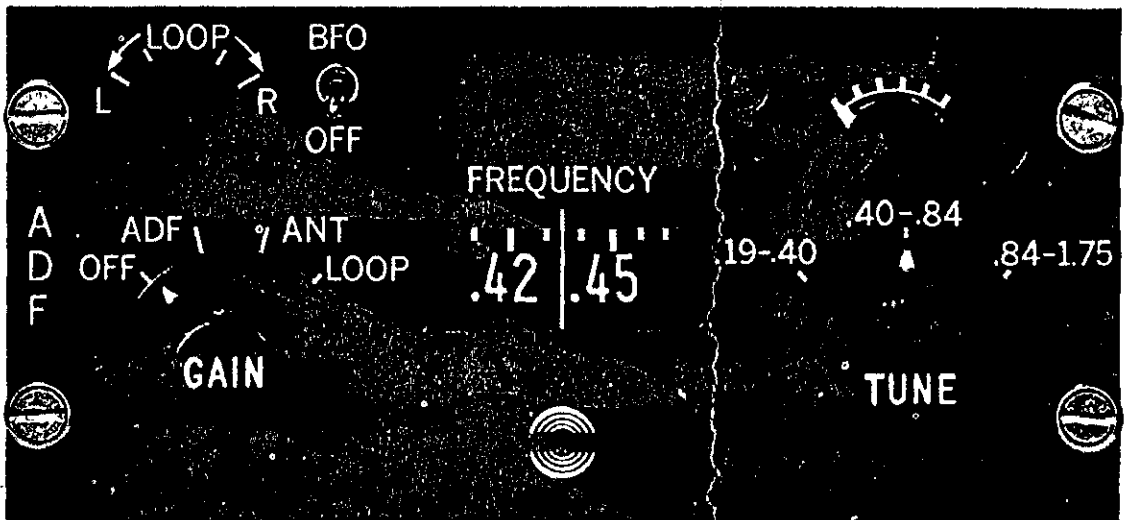 LOOP BFO
L R
OFF
FREQUENCY
A ADF ANT .40-.84
D OFF LOOP .42 .45 .19-.40 .84-1.75
F
GAIN TUNE